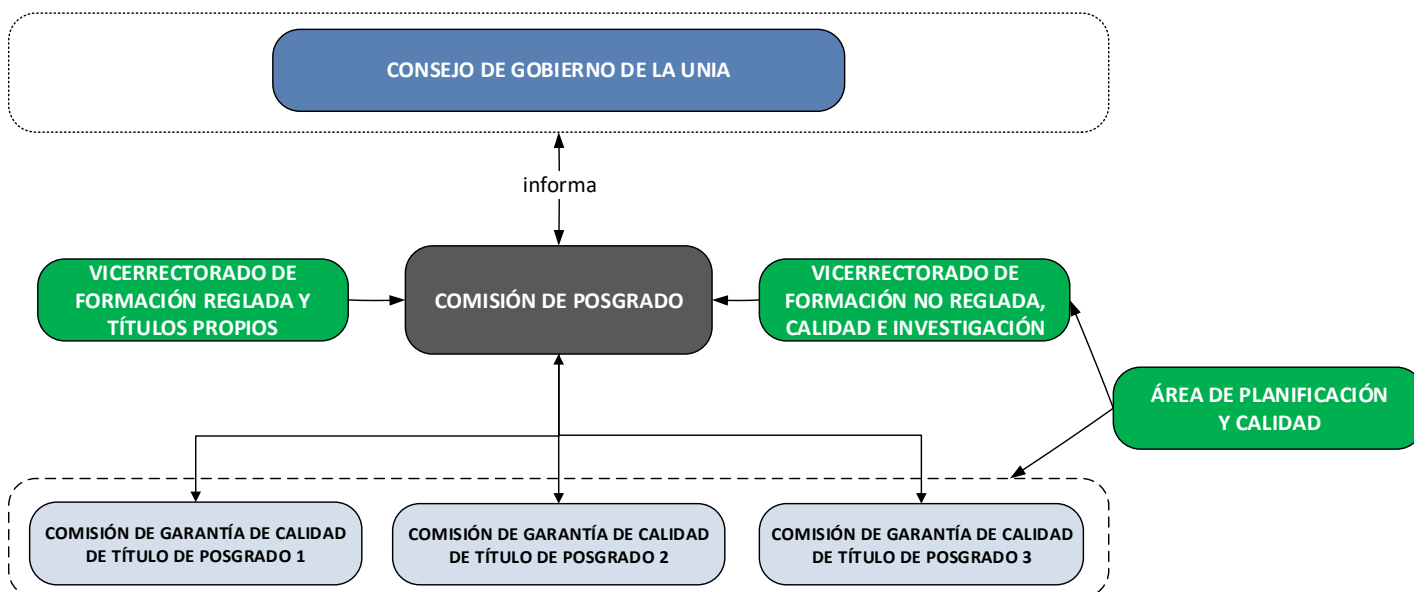 CONSEJO DE GOBIERNO DE LA UNIA
informa
VICERRECTORADO DE
FORMACIÓN REGLADA Y
TÍTULOS PROPIOS
COMISIÓN DE POSGRADO
VICERRECTORADO DE
FORMACIÓN NO REGLADA,
CALIDAD E INVESTIGACIÓN
ÁREA DE PLANIFICACIÓN
Y CALIDAD
COMISIÓN DE GARANTÍA DE CALIDAD
DE TÍTULO DE POSGRADO 1
COMISIÓN DE GARANTÍA DE CALIDAD
DE TÍTULO DE POSGRADO 2
COMISIÓN DE GARANTÍA DE CALIDAD
DE TÍTULO DE POSGRADO 3